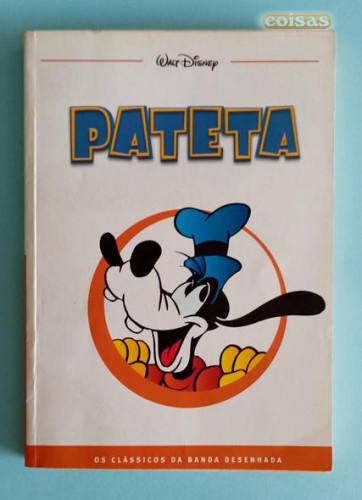 coisas
Walt Disney
PATETA
OS CLÁSSICOS DA BANDA DESENHADA